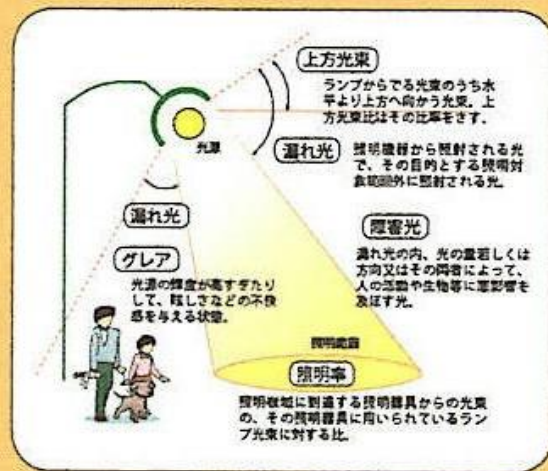 上方光束
ランプからでる光束のうち水
平より上方へ向かう光束。上
方光束比はその比率をさす。
光源
漏れ光
照明機器から照射される光
で、その目的とする照明対
象範囲外に照射される光。
漏れ光
障害光
漏れ光の内、光の量若しくは
方向又はその両者によって、
人の活動や生物等に悪影響を
及ぼす光。
グレア
光源の輝度が高すぎたり
して、眩しさなどの不快
感を与える状態。
照明率
照明領域に到達する照明器具からの光束
の、その照明器具に用いられているラン
プ光束に対する比。